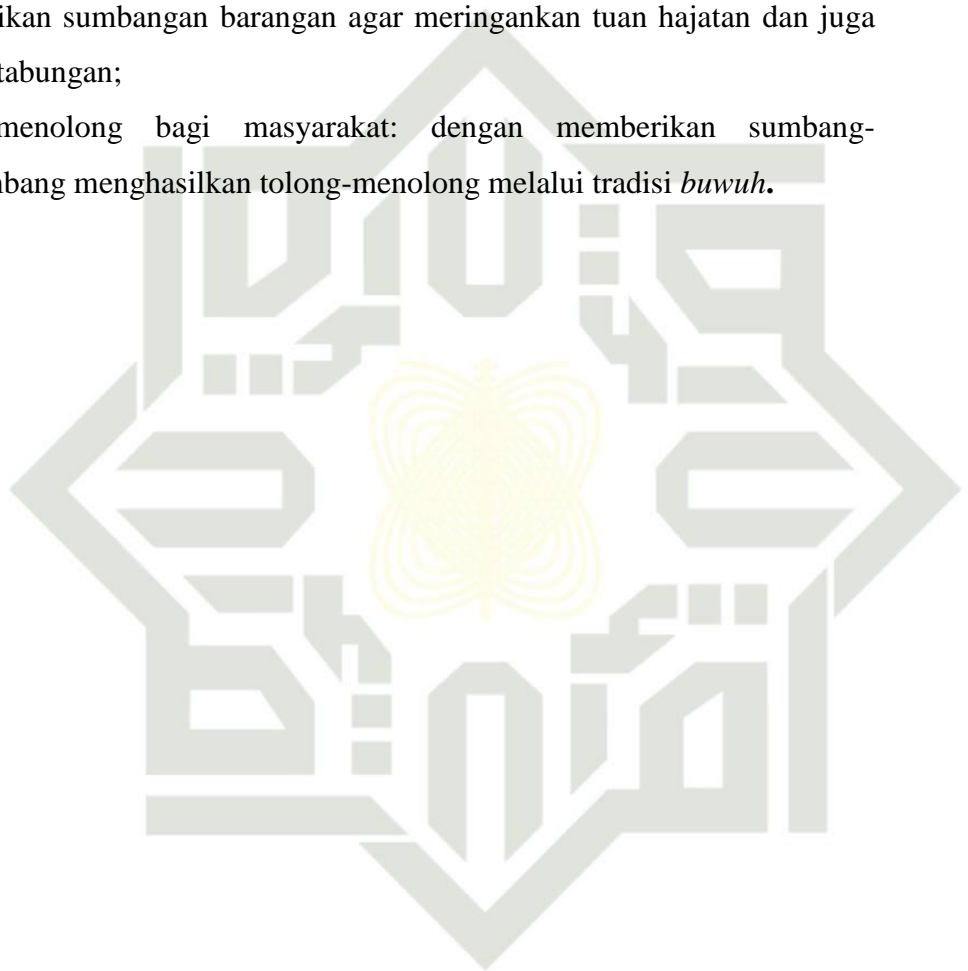 ikan sumbangan barangan agar meringankan tuan hajatan dan juga
tabungan;
menolong bagi masyarakat: dengan memberikan sumbang-
nbang menghasilkan tolong-menolong melalui tradisi buwuh.